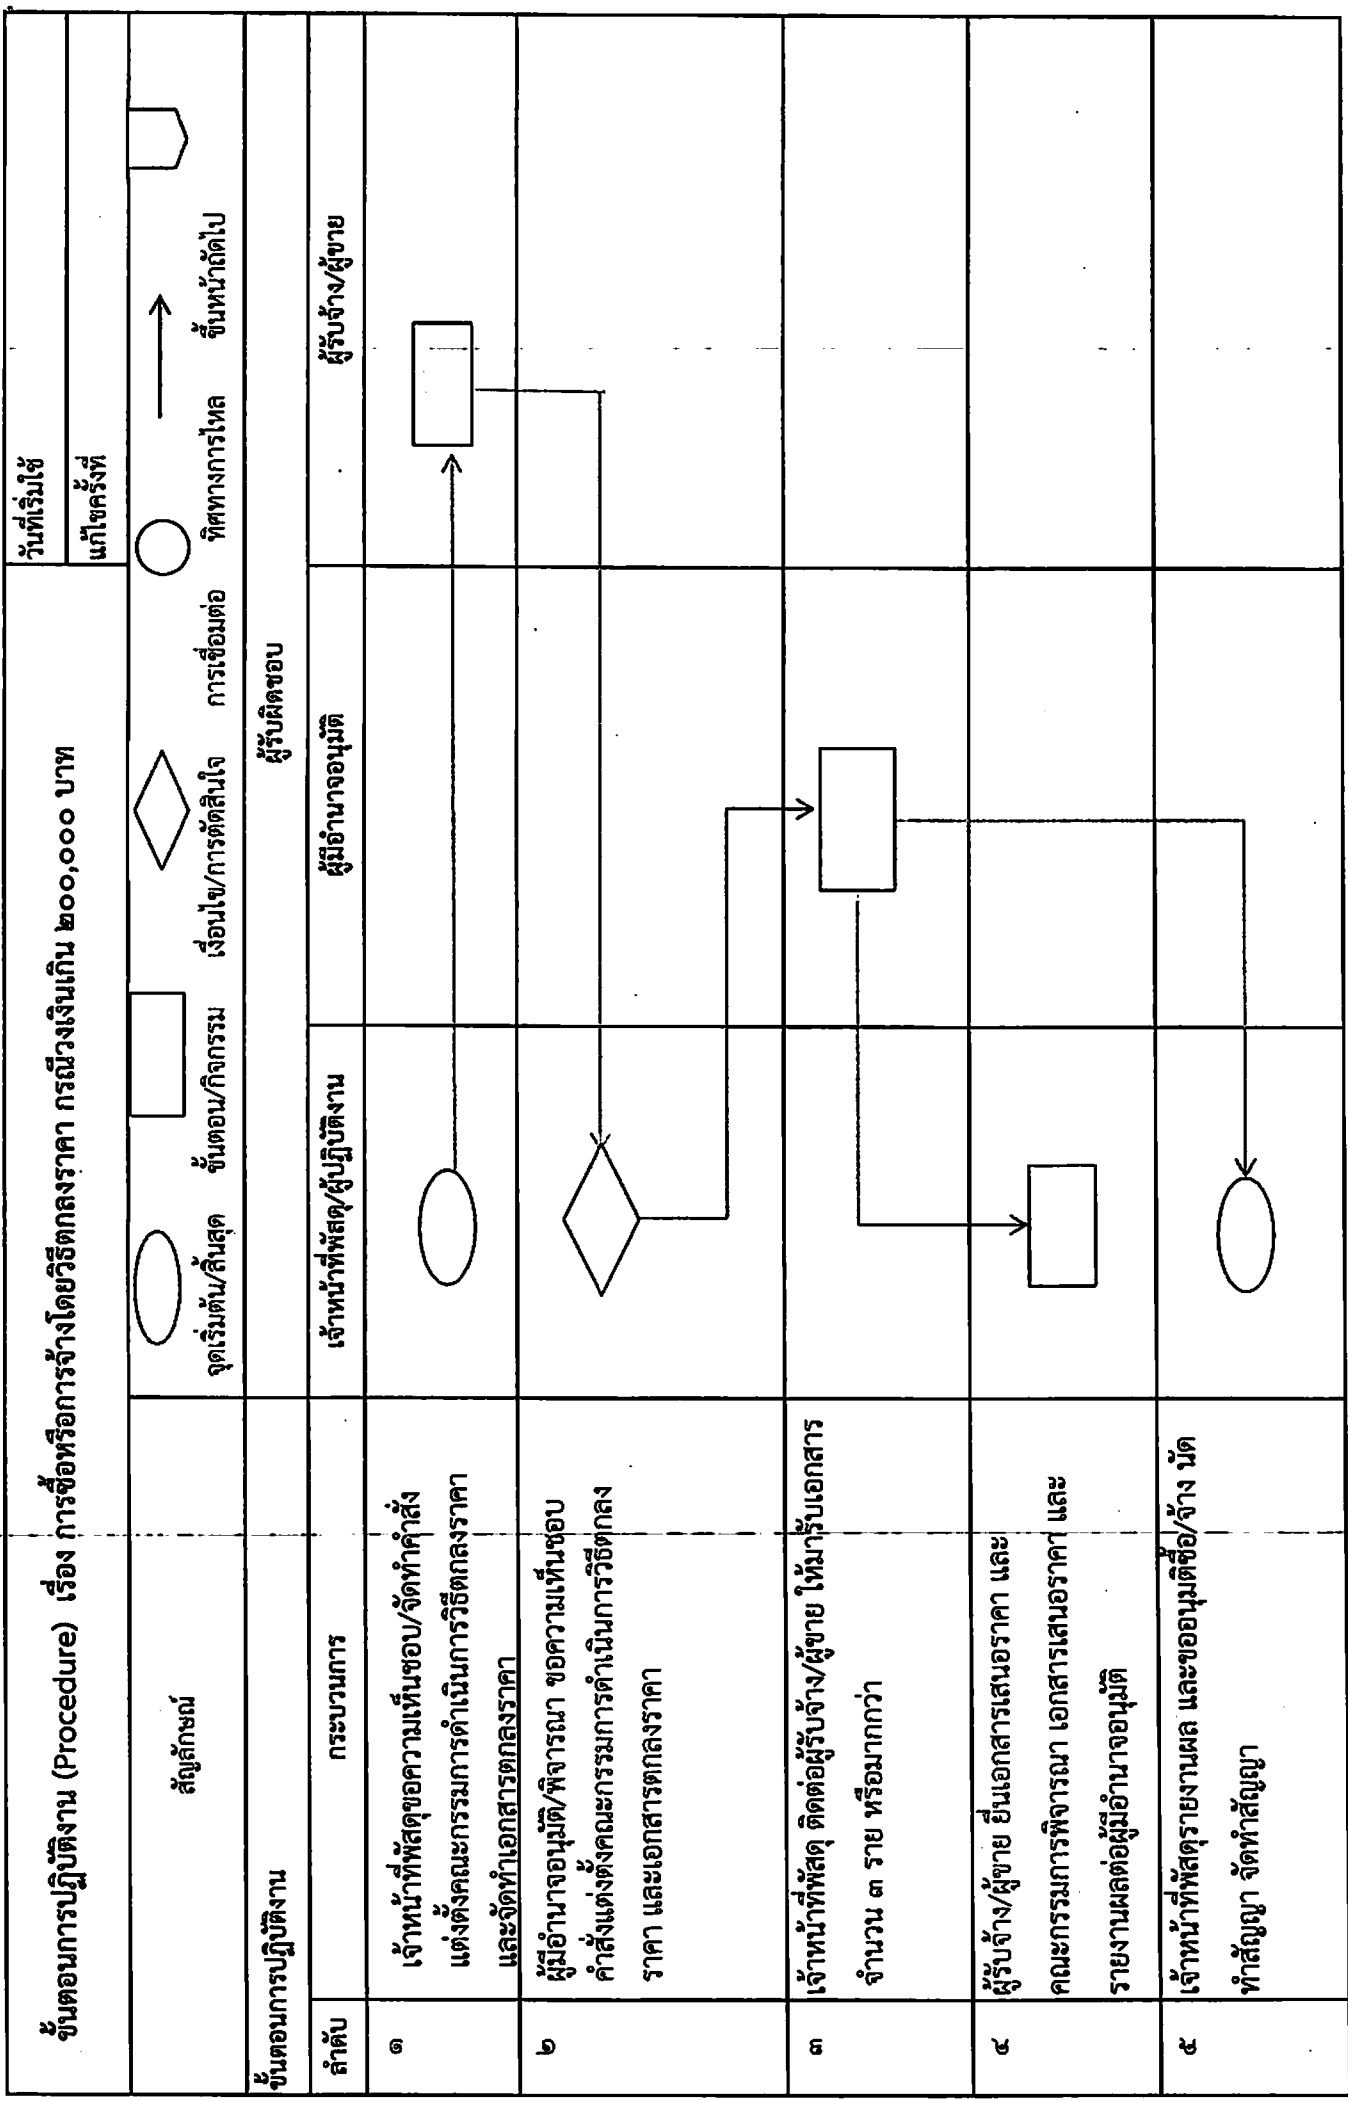 ขั้นตอนการปฏิบัติงาน (Procedure) เรื่อง การซื้อหรือการจ้างโดยวิธีตกลงราคา กรณีวงเงินเกิน ๒๐๐,๐๐๐ บาท
วันที่เริ่มใช้
แก้ไขครั้งที่
สัญลักษณ์
จุดเริ่มต้น/สิ้นสุด ขั้นตอน/กิจกรรม เงื่อนไข/การตัดสินใจ การเชื่อมต่อ ทิศทางการไหล ขึ้นหน้าถัดไป
ขั้นตอนการปฏิบัติงาน
ผู้รับผิดชอบ
ลำดับ กระบวนการ เจ้าหน้าที่พัสดุ/ผู้ปฏิบัติงาน ผู้มีอำนาจอนุมัติ ผู้รับจ้าง/ผู้ขาย
๑ เจ้าหน้าที่พัสดุขอความเห็นชอบ/จัดทำคำสั่ง
แต่งตั้งคณะกรรมการดำเนินการวิธีตกลงราคา
และจัดทำเอกสารตกลงราคา
๒ ผู้มีอำนาจอนุมัติ/พิจารณา ขอความเห็นชอบ
คำสั่งแต่งตั้งคณะกรรมการดำเนินการวิธีตกลง
ราคา และเอกสารตกลงราคา
๓ เจ้าหน้าที่พัสดุ ติดต่อผู้รับจ้าง/ผู้ขาย ให้มารับเอกสาร
จำนวน ๓ ราย หรือมากกว่า
๔ ผู้รับจ้าง/ผู้ขาย ยื่นเอกสารเสนอราคา และ
คณะกรรมการพิจารณา เอกสารเสนอราคา และ
รายงานผลต่อผู้มีอำนาจอนุมัติ
๕ เจ้าหน้าที่พัสดุรายงานผล และขออนุมติซื้อ/จ้าง นัด
ทำสัญญา จัดทำสัญญา